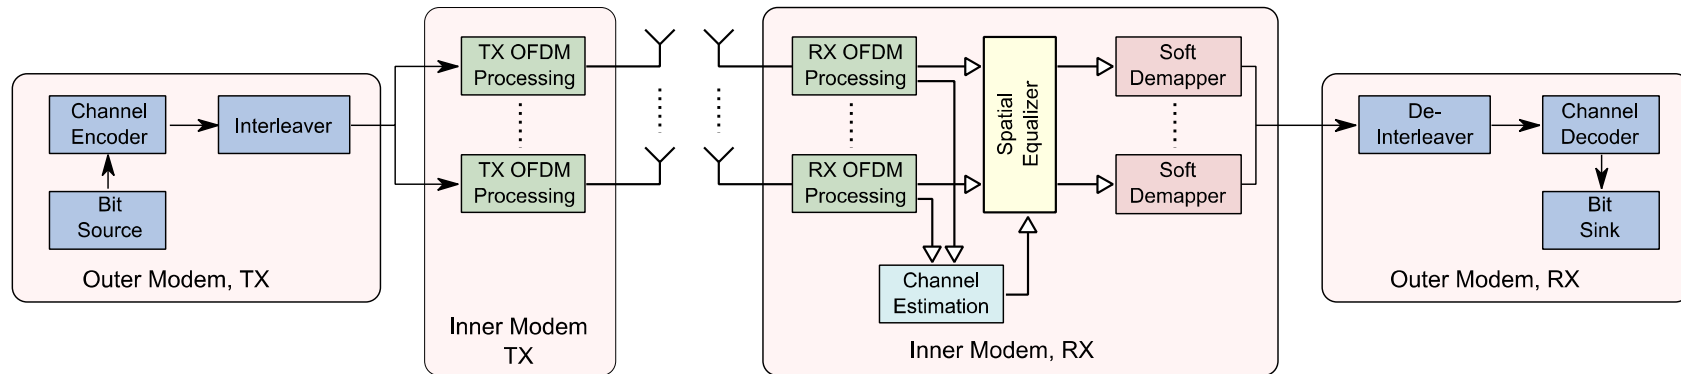 Channel
Encoder
Interleaver
Bit
Source
Outer Modem, TX
TX OFDM
Processing
TX OFDM
Processing
Inner Modem
TX
RX OFDM
Processing
RX OFDM
Processing
Spatial
Equalizer
Channel
Estimation
Soft
Demapper
Soft
Demapper
Inner Modem, RX
De-
Interleaver
Channel
Decoder
Bit
Sink
Outer Modem, RX